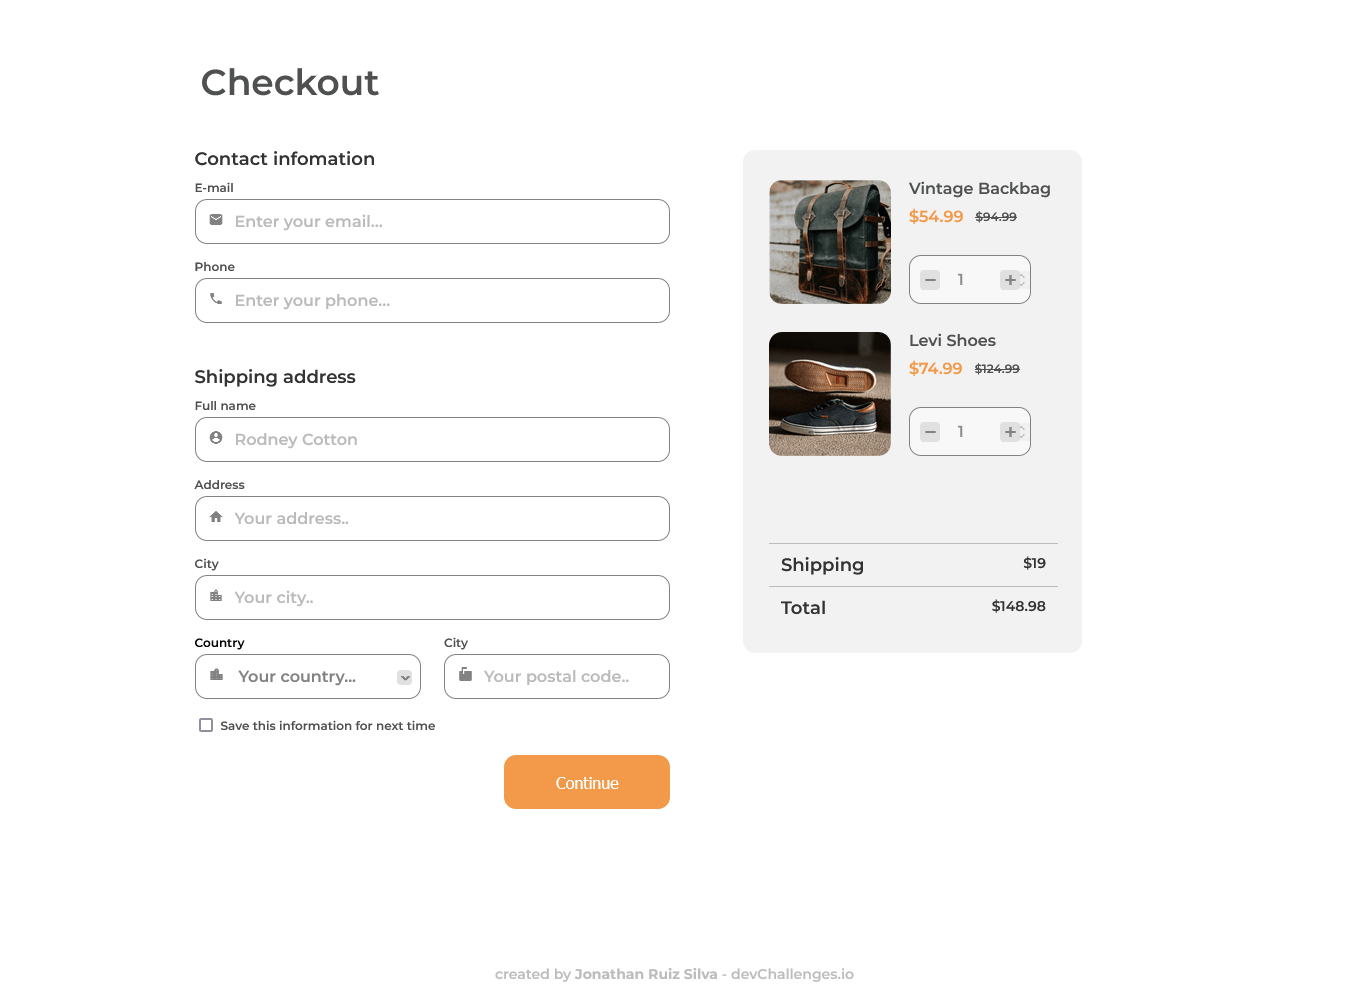 Checkout
Contact infomation
E-mail
Enter your email...
Phone
Enter your phone...
Shipping address
Full name
Rodney Cotton
Address
Your address..
City
Your city..
Country
Your country...
City
Your postal code..
Save this information for next time
Continue
Vintage Backbag
$54.99 $94.99
1
Levi Shoes
$74.99 $124.99
1
Shipping $19
Total $148.98
created by Jonathan Ruiz Silva - devChallenges.io